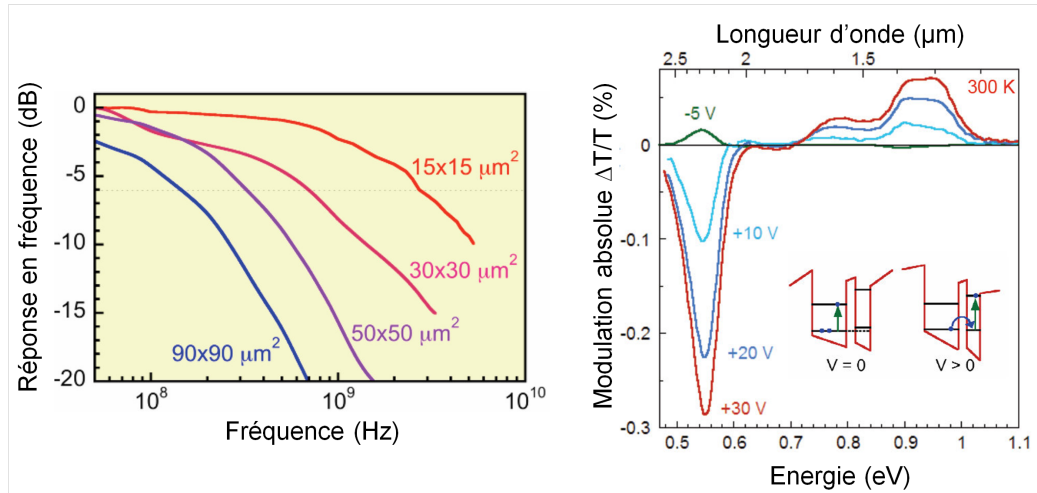 Réponse en fréquence (dB)
0
-5
-10
-15
-20
15x15 µm²
30x30 µm²
50x50 µm²
90x90 µm²
10⁸
10⁹
10¹⁰
Fréquence (Hz)
Longueur d'onde (µm)
2.5
2
1.5
Modulation absolue ΔT/T (%)
0
-0.1
-0.2
-0.3
300 K
-5 V
+10 V
+20 V
+30 V
V = 0
V > 0
0.5
0.6
0.7
0.8
0.9
1
1.1
Energie (eV)